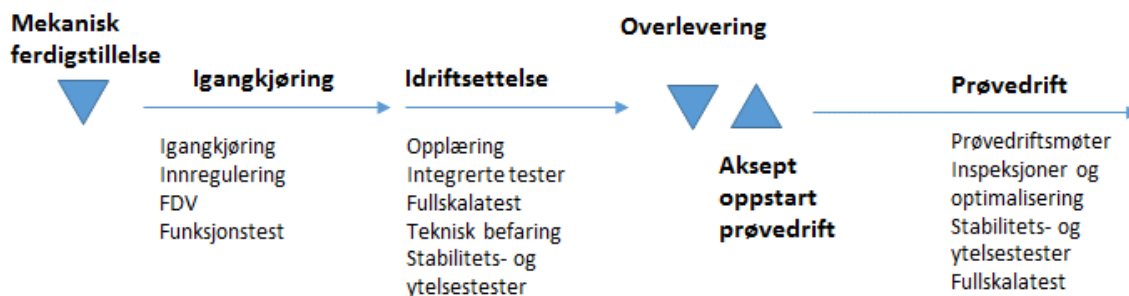 Mekanisk
ferdigstillelse
Igangkjøring
Igangkjøring
Innregulering
FDV
Funksjonstest
Idriftsettelse
Opplæring
Integrerte tester
Fullskalatest
Teknisk befaring
Stabilitets- og
ytelsestester
Overlevering
Aksept
oppstart
prøvedrift
Prøvedrift
Prøvedriftsmøter
Inspeksjoner og
optimalisering
Stabilitets- og
ytelsestester
Fullskalatest